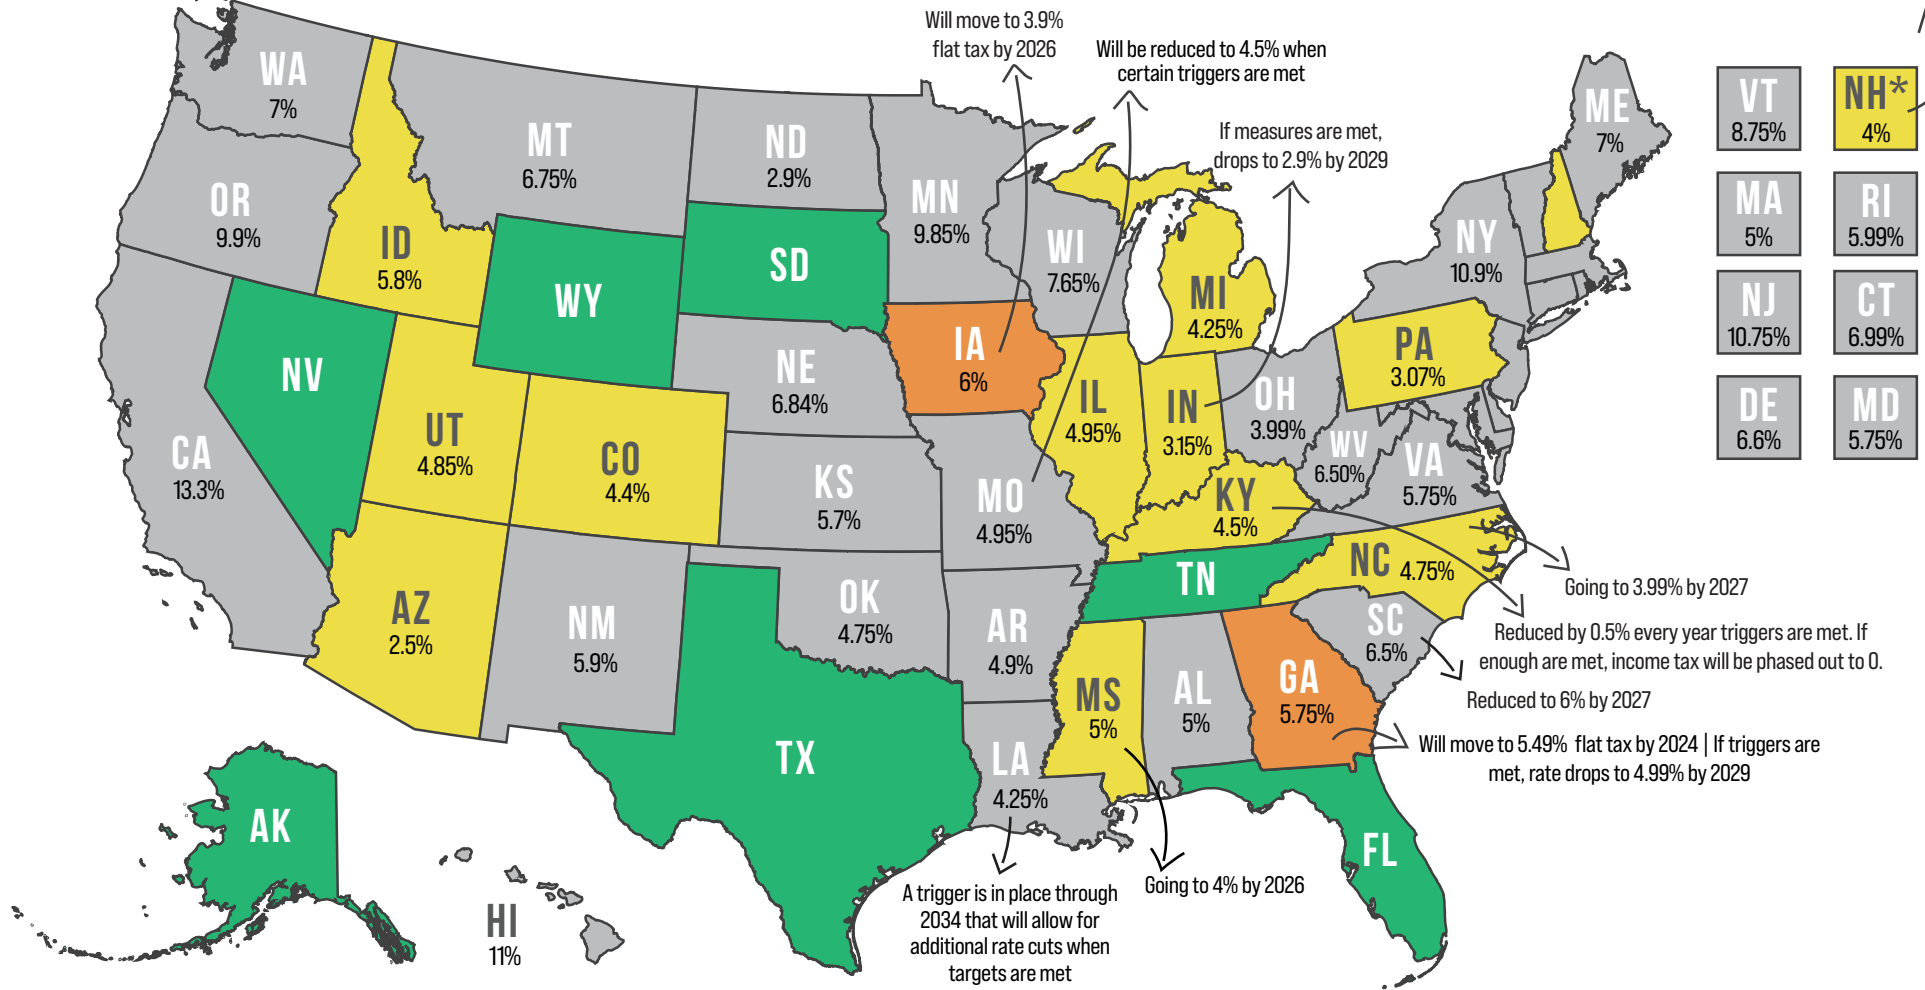 Will move to 3.9%
flat tax by 2026
Will be reduced to 4.5% when
certain triggers are met
If measures are met,
drops to 2.9% by 2029
WA
7%
OR
9.9%
CA
13.3%
NV
ID
5.8%
MT
6.75%
WY
UT
4.85%
CO
4.4%
AZ
2.5%
NM
5.9%
ND
2.9%
SD
NE
6.84%
KS
5.7%
OK
4.75%
TX
MN
9.85%
IA
6%
MO
4.95%
AR
4.9%
LA
4.25%
WI
7.65%
IL
4.95%
MI
4.25%
IN
3.15%
OH
3.99%
KY
4.5%
TN
MS
5%
AL
5%
GA
5.75%
FL
SC
6.5%
NC 4.75%
VA
5.75%
WV
6.50%
PA
3.07%
NY
10.9%
ME
7%
VT
8.75%
NH*
4%
MA
5%
RI
5.99%
NJ
10.75%
CT
6.99%
DE
6.6%
MD
5.75%
AK
HI
11%
Going to 3.99% by 2027
Reduced by 0.5% every year triggers are met. If
enough are met, income tax will be phased out to 0.
Reduced to 6% by 2027
Will move to 5.49% flat tax by 2024 | If triggers are
met, rate drops to 4.99% by 2029
Going to 4% by 2026
A trigger is in place through
2034 that will allow for
additional rate cuts when
targets are met